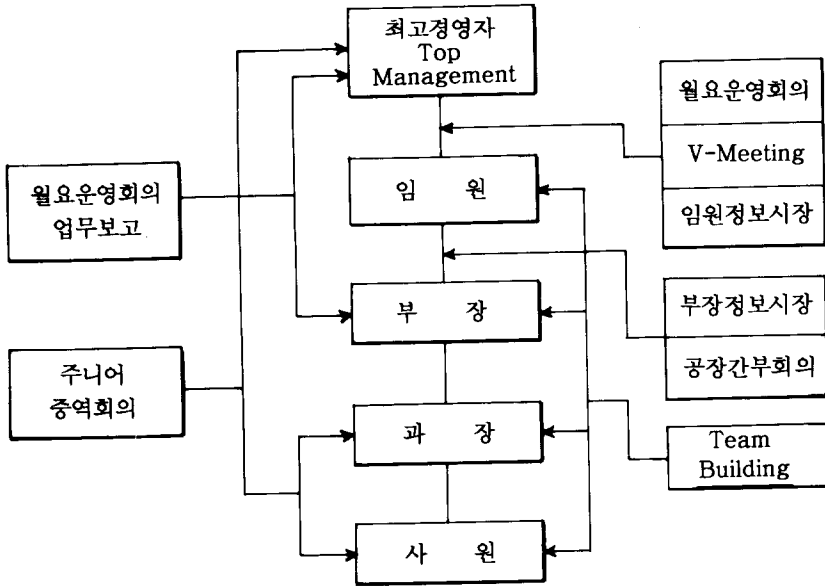 최고경영자
Top
Management
월요운영회의
V-Meeting
임원정보시장
월요운영회의
업무보고
임 원
부 장
부장정보시장
공장간부회의
주니어
중역회의
과 장
Team
Building
사 원